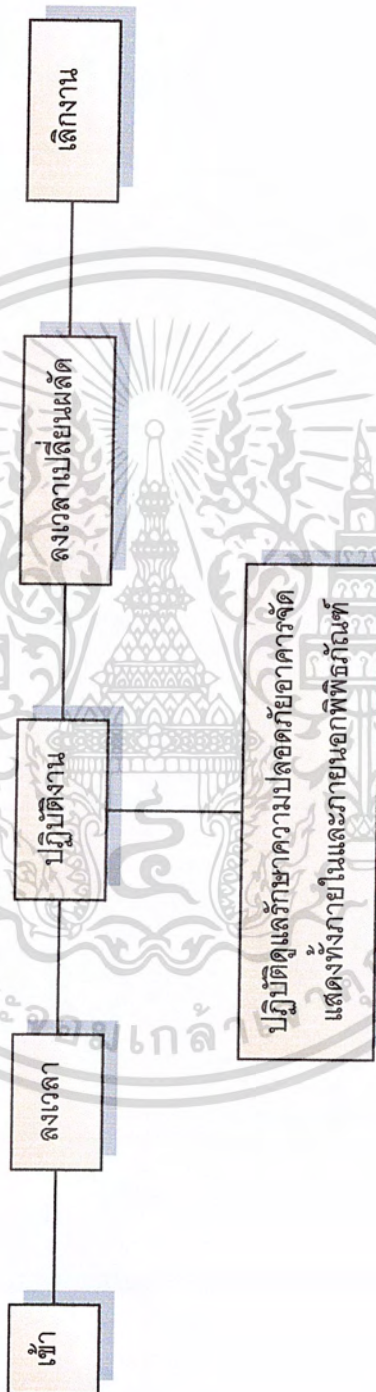 เช้า
ลงเวลา
ปฏิบัติงาน
ลงเวลาเปลี่ยนผลัด
เลิกงาน
ปฏิบัติดูแลรักษาความปลอดภัยอาคารจัด
แสดงทั้งภายในและภายนอกพิพิธภัณฑ์